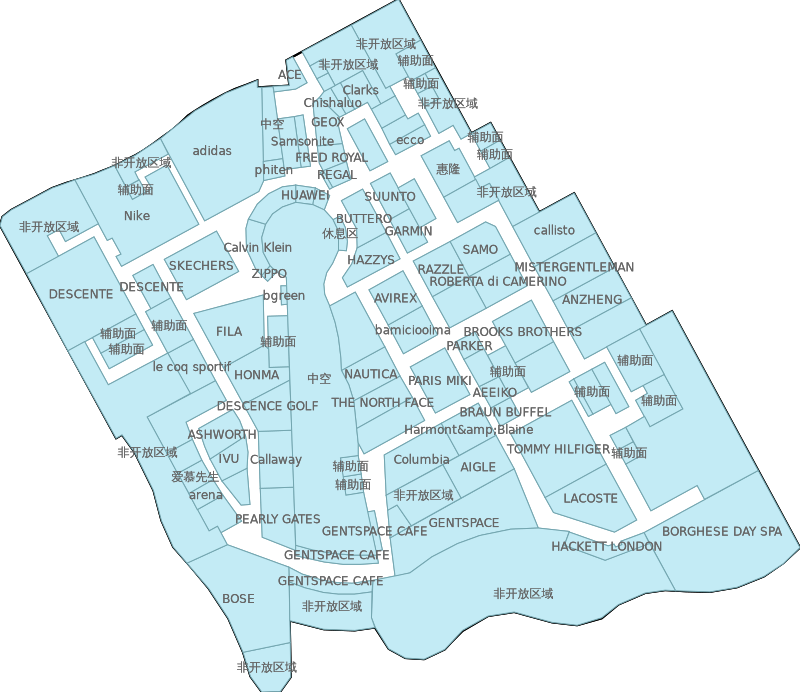 非开放区域
辅助面
非开放区域
ACE
辅助面
Clarks
Chishaluo
非开放区域
中空
GEOX
Samsonite
ecco
辅助面
adidas
FRED ROYAL
辅助面
非开放区域
phiten
REGAL
惠隆
辅助面
HUAWEI
SUUNTO
非开放区域
Nike
BUTTERO
非开放区域
休息区
GARMIN
callisto
Calvin Klein
SAMO
HAZZYS
SKECHERS
RAZZLE
MISTERGENTLEMAN
ZIPPO
ROBERTA di CAMERINO
DESCENTE
DESCENTE
bgreen
AVIREX
ANZHENG
辅助面
辅助面
FILA
bamiciooima
BROOKS BROTHERS
辅助面
辅助面
PARKER
辅助面
le coq sportif
HONMA
NAUTICA
辅助面
中空
PARIS MIKI
AEEIKO
辅助面
辅助面
DESCENCE GOLF
THE NORTH FACE
BRAUN BUFFEL
ASHWORTH
Harmont&amp;Blaine
非开放区域
IVU
Callaway
Columbia
TOMMY HILFIGER
辅助面
辅助面
AIGLE
爱慕先生
辅助面
arena
非开放区域
LACOSTE
PEARLY GATES
GENTSPACE
GENTSPACE CAFE
BORGHESE DAY SPA
GENTSPACE CAFE
HACKETT LONDON
GENTSPACE CAFE
BOSE
非开放区域
非开放区域
非开放区域